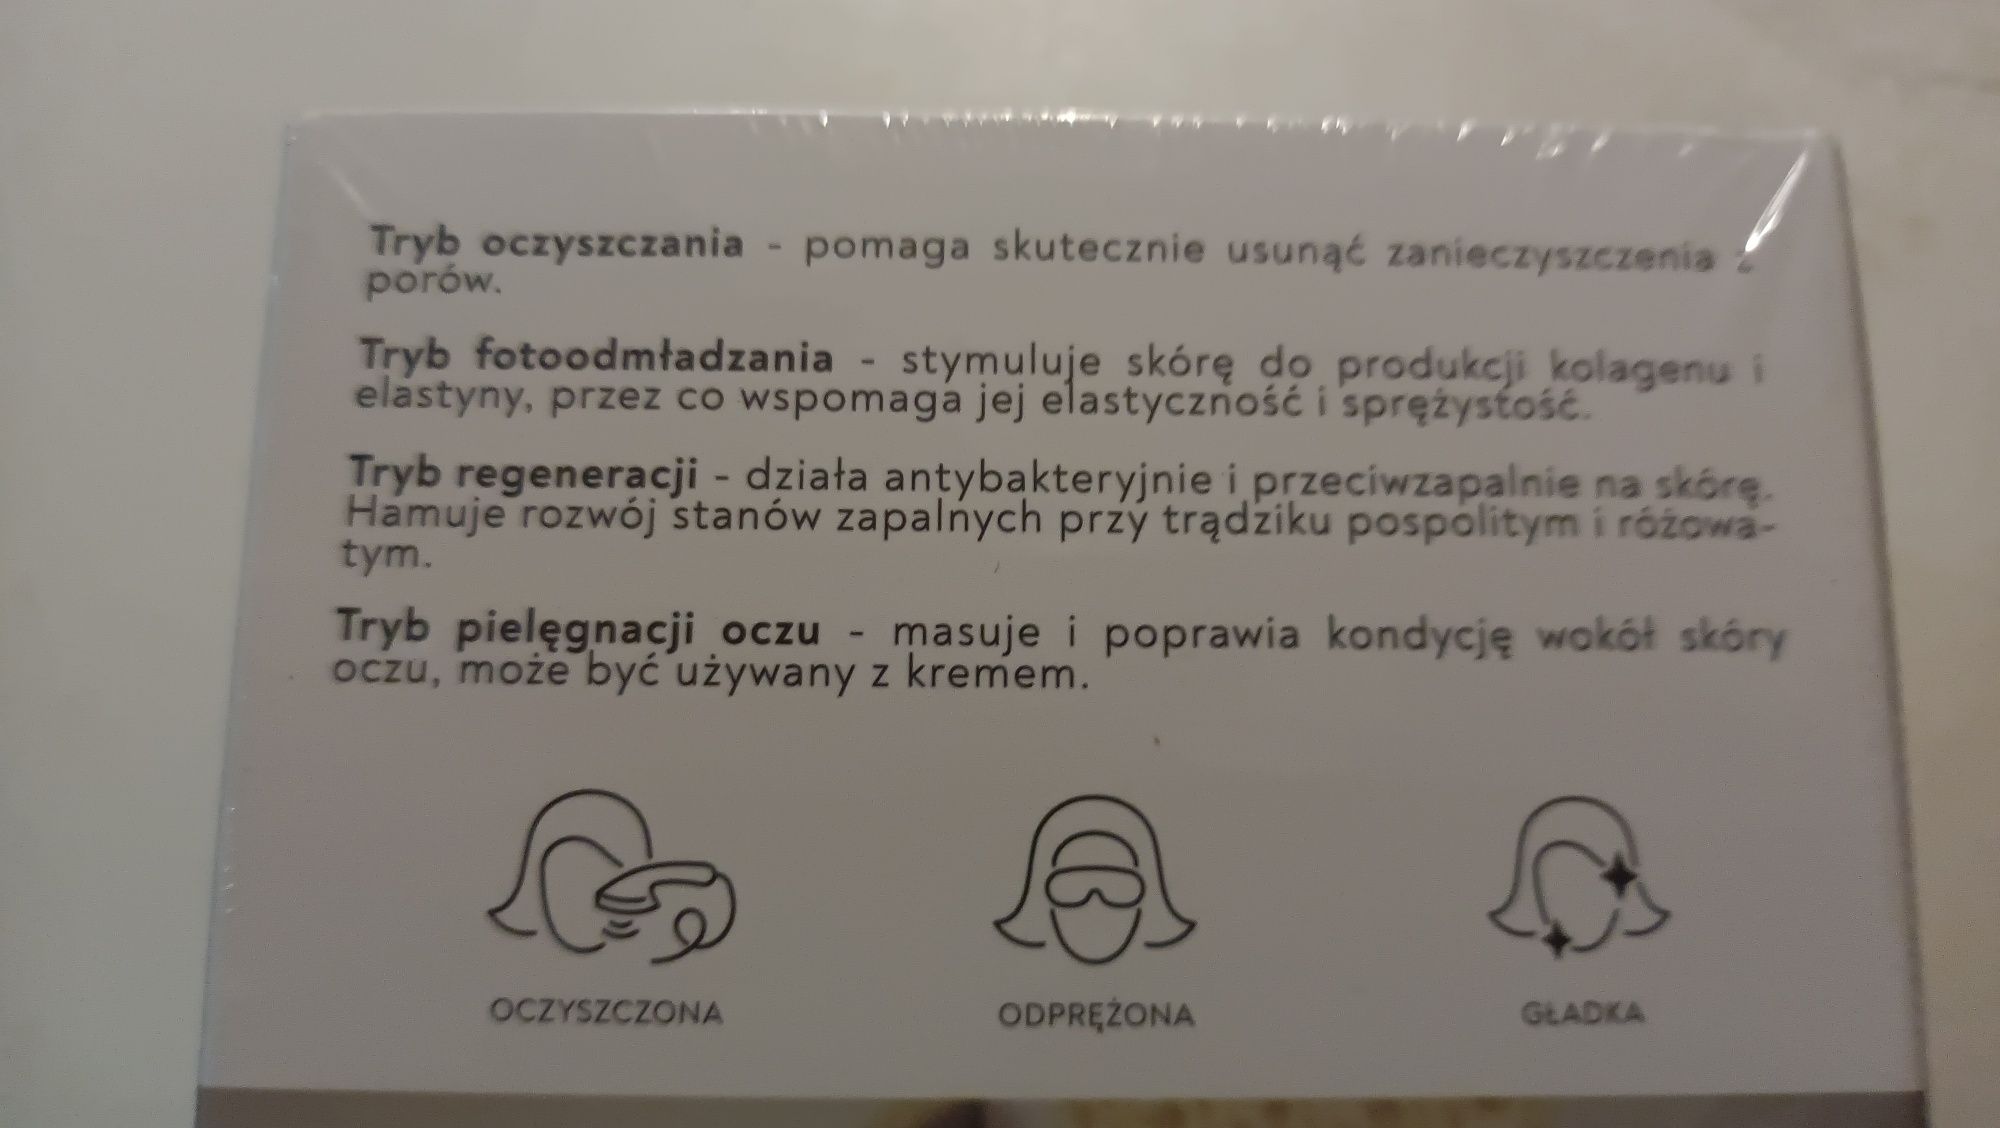 Tryb oczyszczania - pomaga skutecznie usunąć zanieczyszczenia z
porów.
Tryb fotoodmładzania - stymuluje skórę do produkcji kolagenu i
elastyny, przez co wspomaga jej elastyczność i sprężystość.
Tryb regeneracji - działa antybakteryjnie i przeciwzapalnie na skórę.
Hamuje rozwój stanów zapalnych przy trądziku pospolitym i różowa-
tym.
Tryb pielęgnacji oczu - masuje i poprawia kondycję wokół skóry
oczu, może być używany z kremem.
OCZYSZCZONA
ODPRĘŻONA
GŁADKA